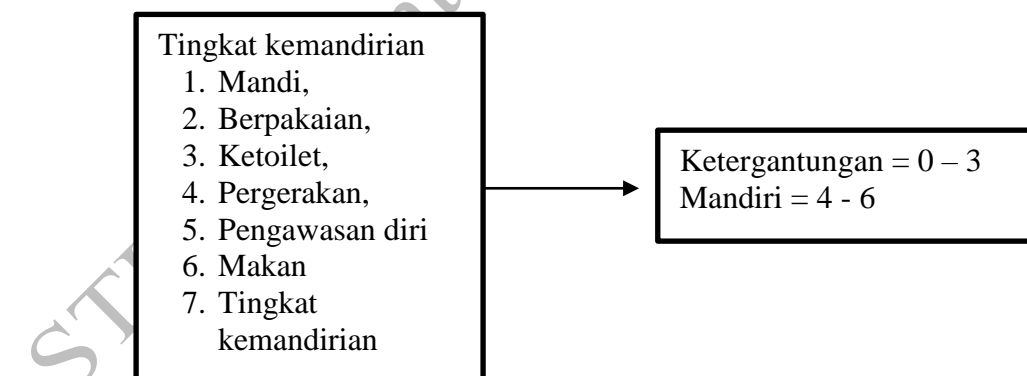 Tingkat kemandirian
1. Mandi,
2. Berpakaian,
3. Ketoilet,
4. Pergerakan,
5. Pengawasan diri
6. Makan
7. Tingkat
kemandirian
Ketergantungan = 0 – 3
Mandiri = 4 - 6